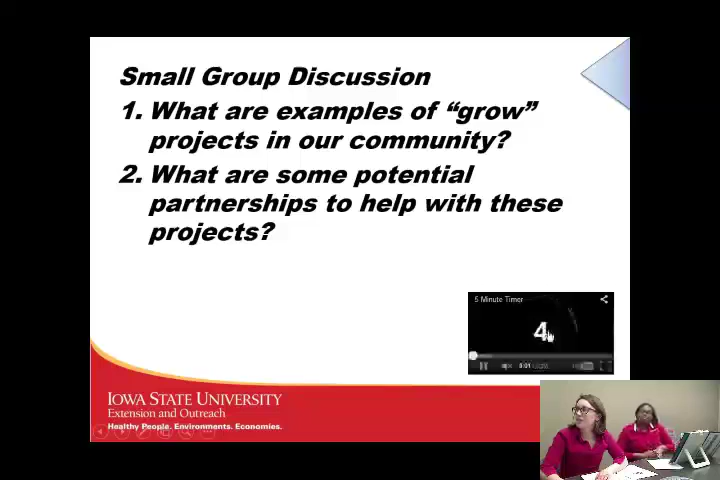 Small Group Discussion
1. What are examples of “grow”
projects in our community?
2. What are some potential
partnerships to help with these
projects?
5 Minute Timer
4
IOWA STATE UNIVERSITY
Extension and Outreach
Healthy People. Environments. Economies.